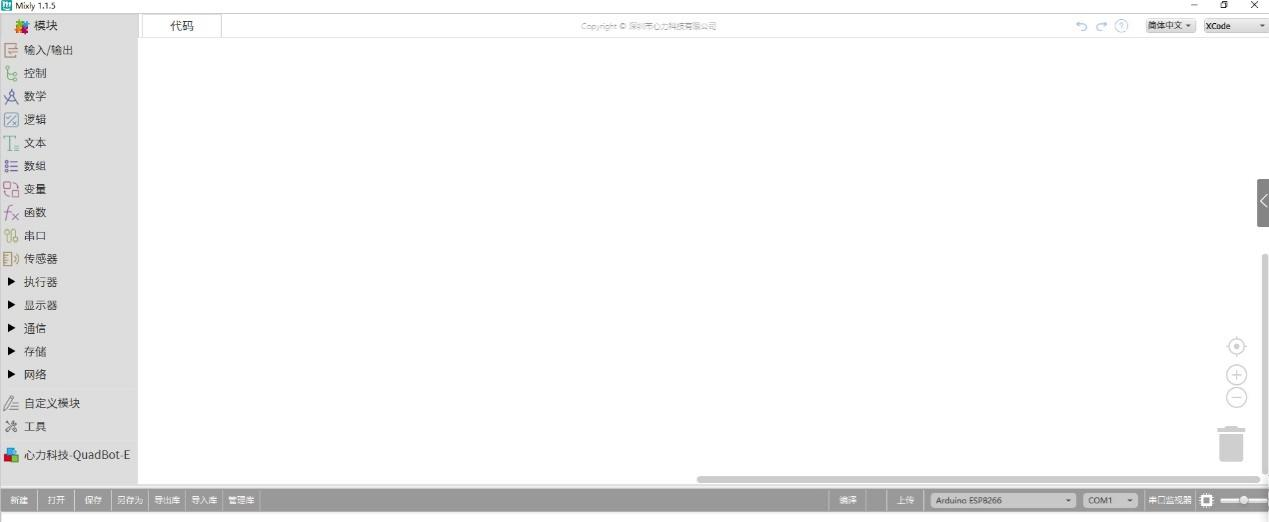 Mixly 1.1.5
模块
代码
Copyright © 深圳市心力科技有限公司
简体中文
XCode
输入/输出
控制
数学
逻辑
文本
数组
变量
函数
串口
传感器
执行器
显示器
通信
存储
网络
自定义模块
工具
心力科技-QuadBot-E
新建
打开
保存
另存为
导出库
导入库
管理库
编译
上传
Arduino ESP8266
COM1
串口监视器